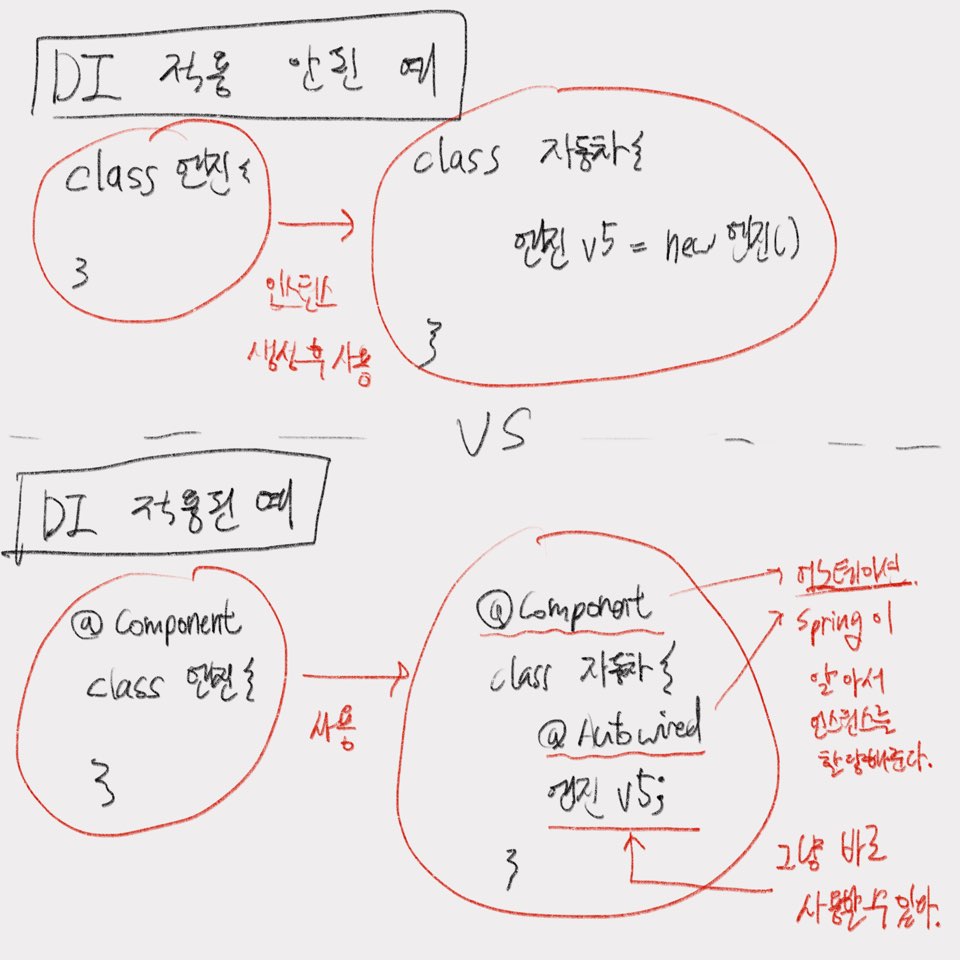 DI 적용 안된 예
class 엔진{
}
인스턴스
생성 후 사용
class 자동차{
엔진 v5 = new 엔진()
}
VS
DI 적용된 예
@Component
class 엔진{
}
사용
@Component
class 자동차{
@Autowired
엔진 v5;
}
어노테이션.
Spring이
알아서
인스턴스를
할당해준다.
그냥 바로
사용할 수 있다.